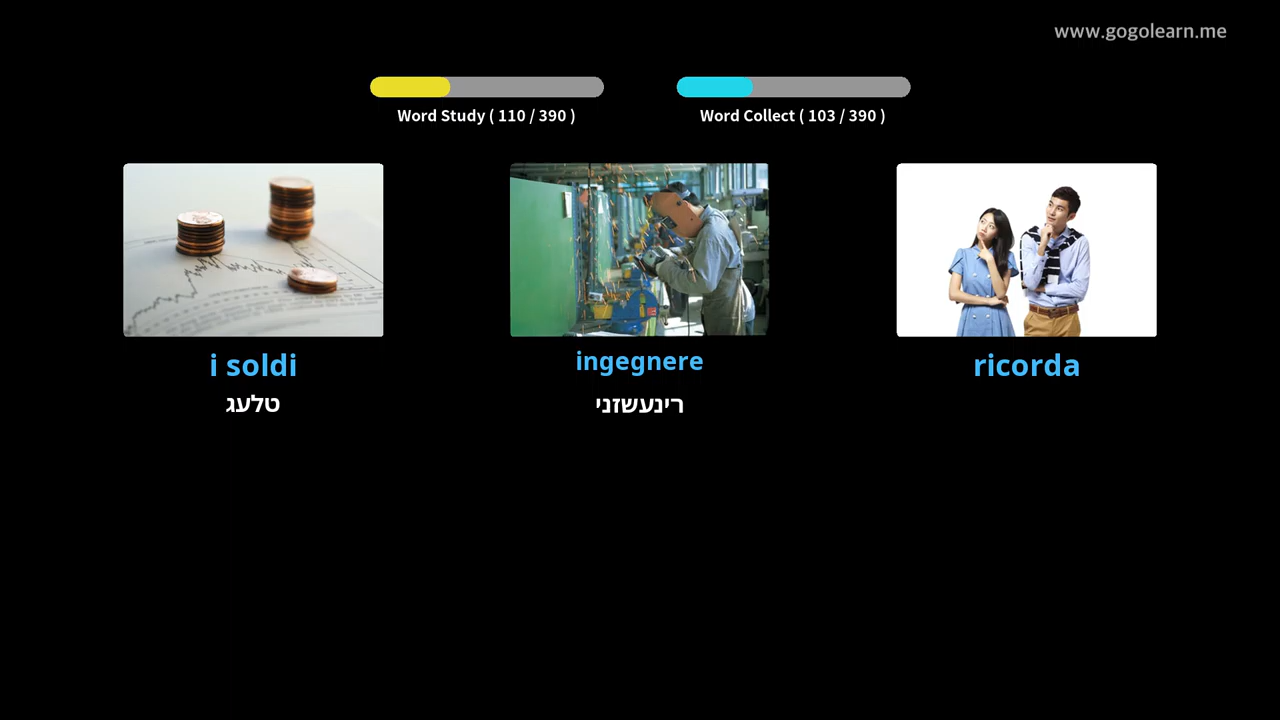 www.gogolearn.me
Word Study ( 110 / 390 )
Word Collect ( 103 / 390 )
i soldi
ingegnere
ricorda
טלעג
רינעשזני